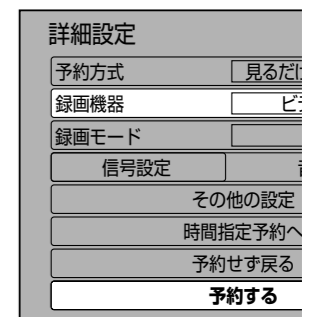 詳細設定
予約方式 見るだけ
録画機器 ビデ
録画モード
信号設定
その他の設定
時間指定予約へ
予約せず戻る
予約する